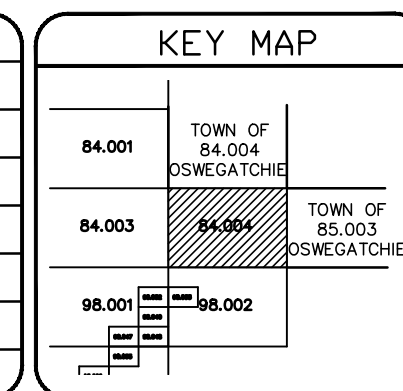 KEY MAP
84.001
TOWN OF
84.004
OSWEGATCHIE
84.003
84.004
TOWN OF
85.003
OSWEGATCHIE
98.001
98.002